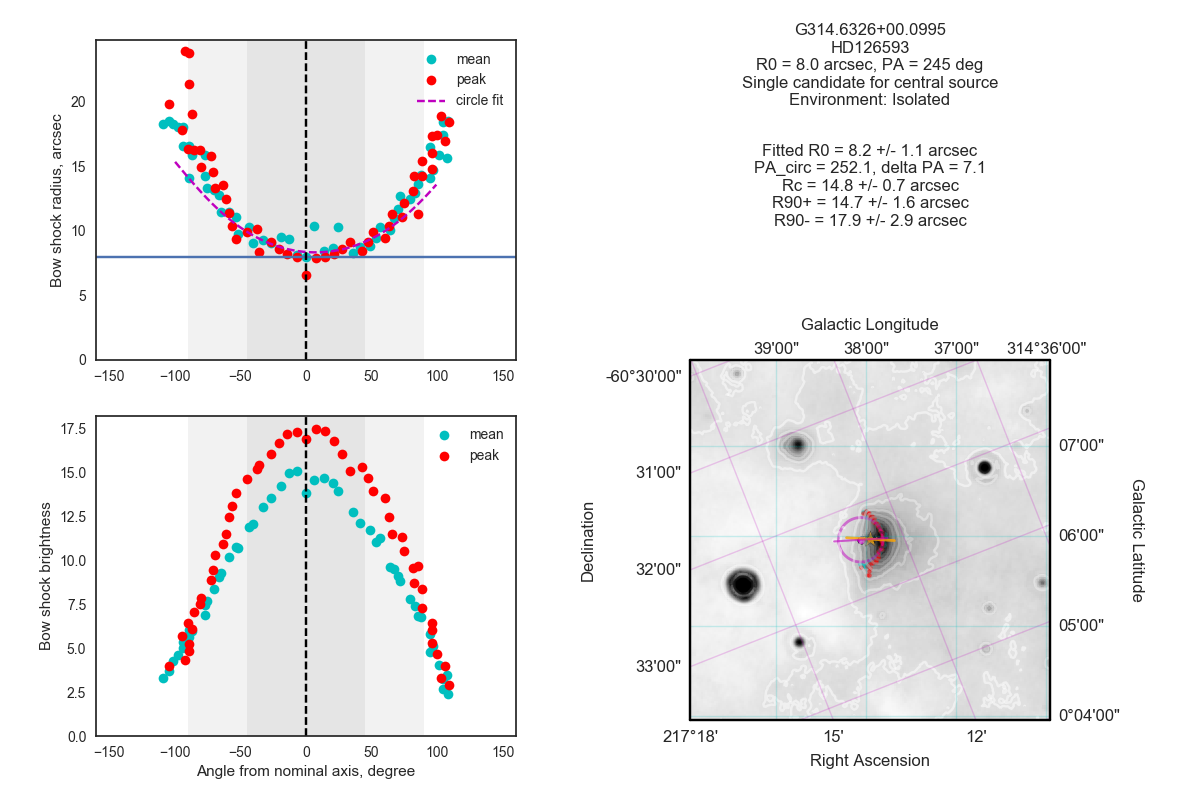 G314.6326+00.0995
HD126593
R0 = 8.0 arcsec, PA = 245 deg
Single candidate for central source
Environment: Isolated
Fitted R0 = 8.2 +/- 1.1 arcsec
PA_circ = 252.1, delta PA = 7.1
Rc = 14.8 +/- 0.7 arcsec
R90+ = 14.7 +/- 1.6 arcsec
R90- = 17.9 +/- 2.9 arcsec
Bow shock radius, arcsec
20
15
10
5
0
mean
peak
circle fit
−150 −100 −50 0 50 100 150
Bow shock brightness
17.5
15.0
12.5
10.0
7.5
5.0
2.5
0.0
mean
peak
−150 −100 −50 0 50 100 150
Angle from nominal axis, degree
Galactic Longitude
39'00" 38'00" 37'00" 314°36'00"
-60°30'00"
31'00"
32'00"
33'00"
Declination
07'00"
06'00"
05'00"
0°04'00"
Galactic Latitude
217°18' 15' 12'
Right Ascension